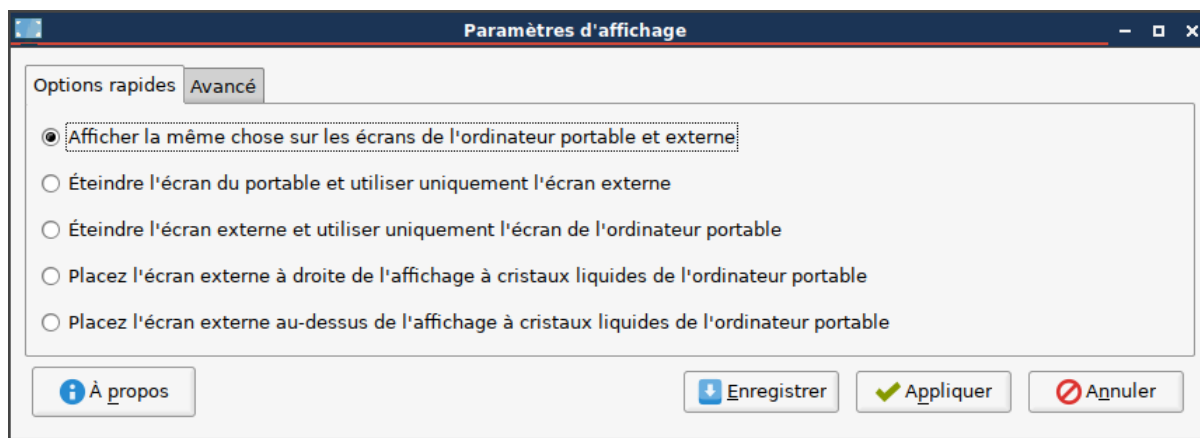 Paramètres d'affichage
Options rapides
Avancé
Afficher la même chose sur les écrans de l'ordinateur portable et externe
Éteindre l'écran du portable et utiliser uniquement l'écran externe
Éteindre l'écran externe et utiliser uniquement l'écran de l'ordinateur portable
Placez l'écran externe à droite de l'affichage à cristaux liquides de l'ordinateur portable
Placez l'écran externe au-dessus de l'affichage à cristaux liquides de l'ordinateur portable
À propos
Enregistrer
Appliquer
Annuler